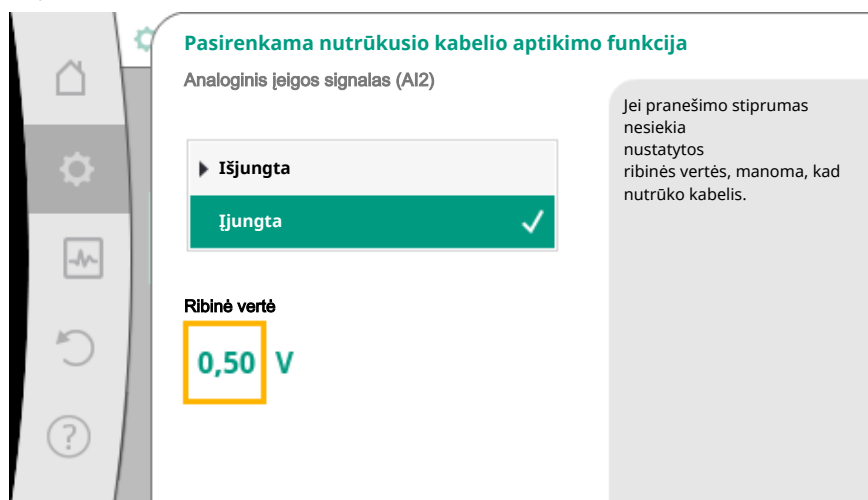 Pasirenkama nutrūkusio kabelio aptikimo funkcija
Analoginis įeigos signalas (AI2)
Išjungta
Įjungta
Ribinė vertė
0,50 V
Jei pranešimo stiprumas
nesiekia
nustatytos
ribinės vertės, manoma, kad
nutrūko kabelis.
?